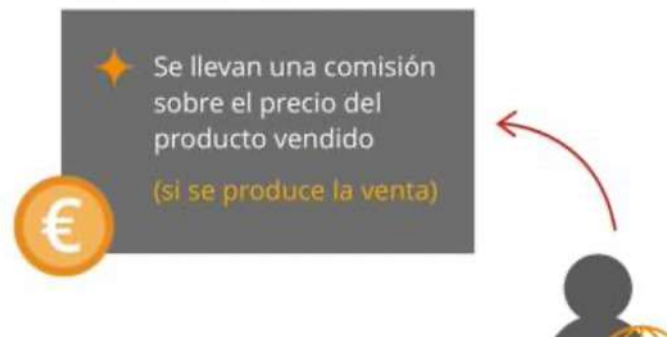 Se llevan una comisión
sobre el precio del
producto vendido
(si se produce la venta)
€